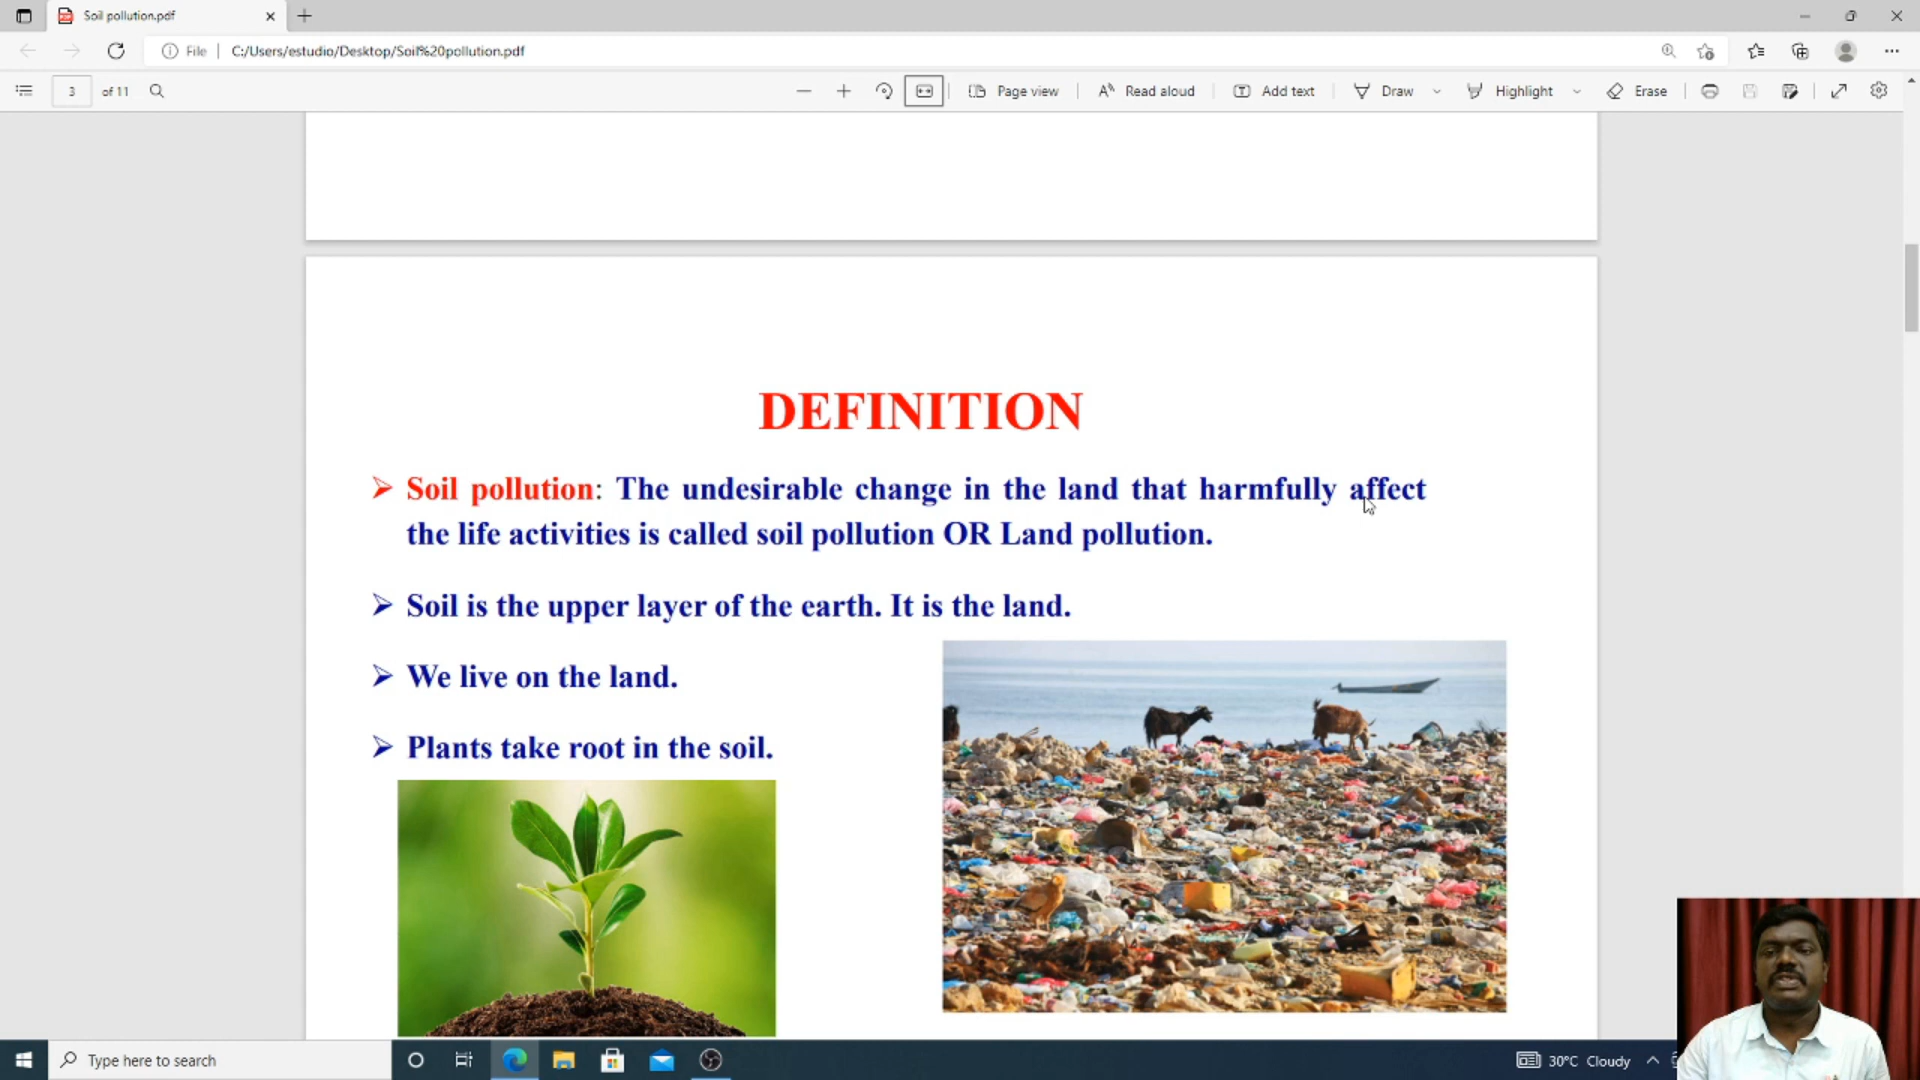 Soil pollution.pdf
File
C:/Users/estudio/Desktop/Soil%20pollution.pdf
3 of 11
Page view
Read aloud
Add text
Draw
Highlight
Erase
DEFINITION
➢ Soil pollution: The undesirable change in the land that harmfully affect
the life activities is called soil pollution OR Land pollution.
➢ Soil is the upper layer of the earth. It is the land.
➢ We live on the land.
➢ Plants take root in the soil.
Type here to search
30°C Cloudy